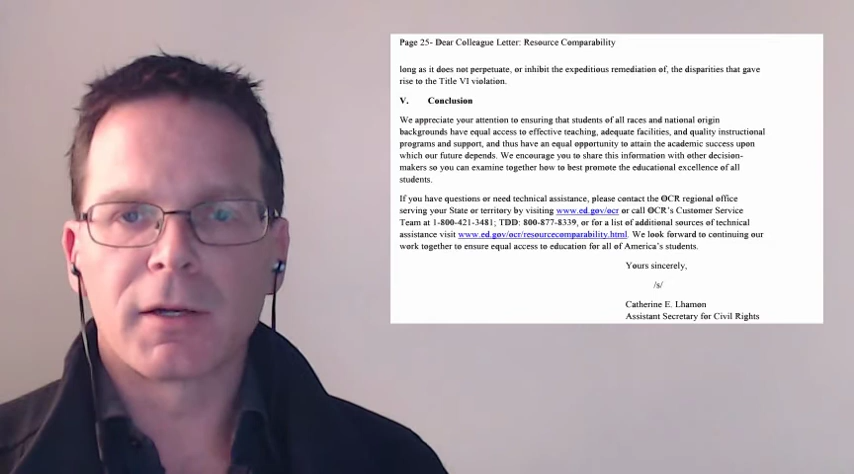 Page 25- Dear Colleague Letter: Resource Comparability
long as it does not perpetuate, or inhibit the expeditious remediation of, the disparities that gave
rise to the Title VI violation.
V. Conclusion
We appreciate your attention to ensuring that students of all races and national origin
backgrounds have equal access to effective teaching, adequate facilities, and quality instructional
programs and support, and thus have an equal opportunity to attain the academic success upon
which our future depends. We encourage you to share this information with other decision-
makers so you can examine together how to best promote the educational excellence of all
students.
If you have questions or need technical assistance, please contact the OCR regional office
serving your State or territory by visiting www.ed.gov/ocr or call OCR's Customer Service
Team at 1-800-421-3481; TDD: 800-877-8339, or for a list of additional sources of technical
assistance visit www.ed.gov/ocr/resourcecomparability.html. We look forward to continuing our
work together to ensure equal access to education for all of America's students.
Yours sincerely,
/s/
Catherine E. Lhamon
Assistant Secretary for Civil Rights